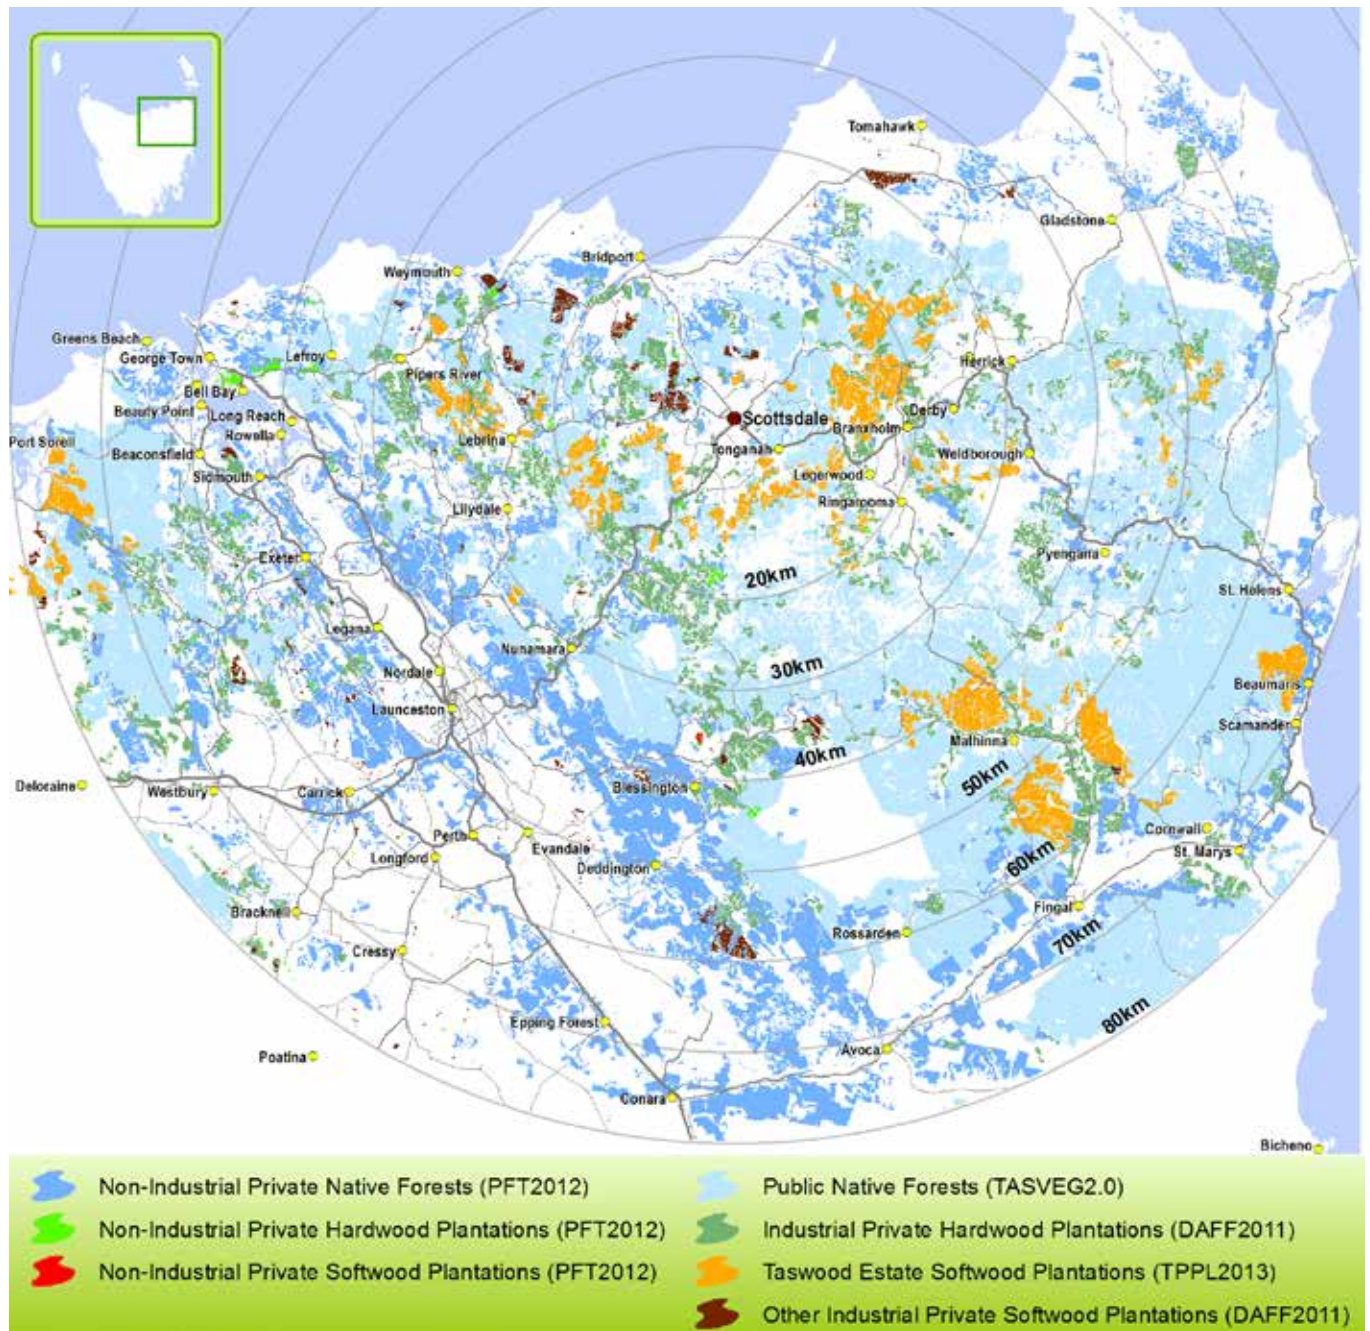 Tomahawk
Gladstone
Bridport
Weymouth
Greens Beach
George Town
Lefroy
Herrick
Pipers River
Bell Bay
Beauty Point
Long Reach
Derby
Scottsdale
Rowella
Branxholm
Port Sorell
Lebrina
Beaconsfield
Tonganah
Weldborough
Sidmouth
Legerwood
Ringarooma
Lilydale
Exeter
Pyengana
20km
St. Helens
Legana
Nunamara
30km
Nordale
Beaumaris
Launceston
Scamander
Mathinna
40km
50km
Deloraine
Westbury
Carrick
Blessington
Cornwall
Perth
Evandale
St. Marys
Longford
60km
Deddington
Bracknell
Fingal
Rossarden
70km
Cressy
80km
Epping Forest
Avoca
Poatina
Conara
Bicheno
Non-Industrial Private Native Forests (PFT2012)
Non-Industrial Private Hardwood Plantations (PFT2012)
Non-Industrial Private Softwood Plantations (PFT2012)
Public Native Forests (TASVEG2.0)
Industrial Private Hardwood Plantations (DAFF2011)
Taswood Estate Softwood Plantations (TPPL2013)
Other Industrial Private Softwood Plantations (DAFF2011)